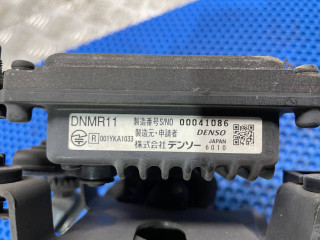 DNMR11 製造番号S/NO 00041086
R 001YKA1033 製造元・申請者 DENSO
株式会社 デンソー JAPAN
6010